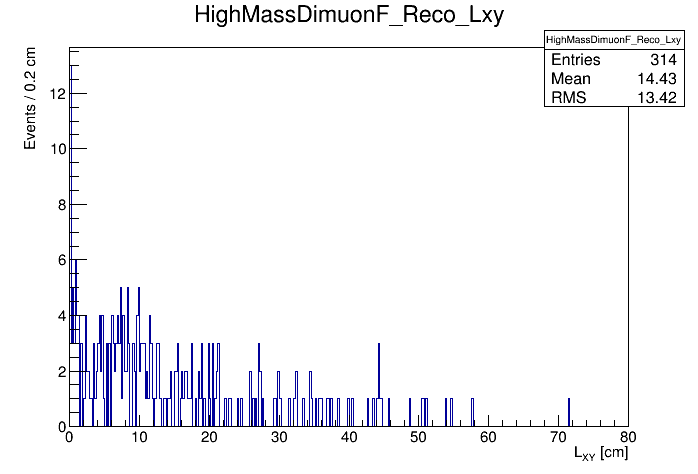 HighMassDimuonF_Reco_Lxy
HighMassDimuonF_Reco_Lxy
Entries 314
Mean 14.43
RMS 13.42
Events / 0.2 cm
12
10
8
6
4
2
0
0 10 20 30 40 50 60 70 80
L_XY [cm]